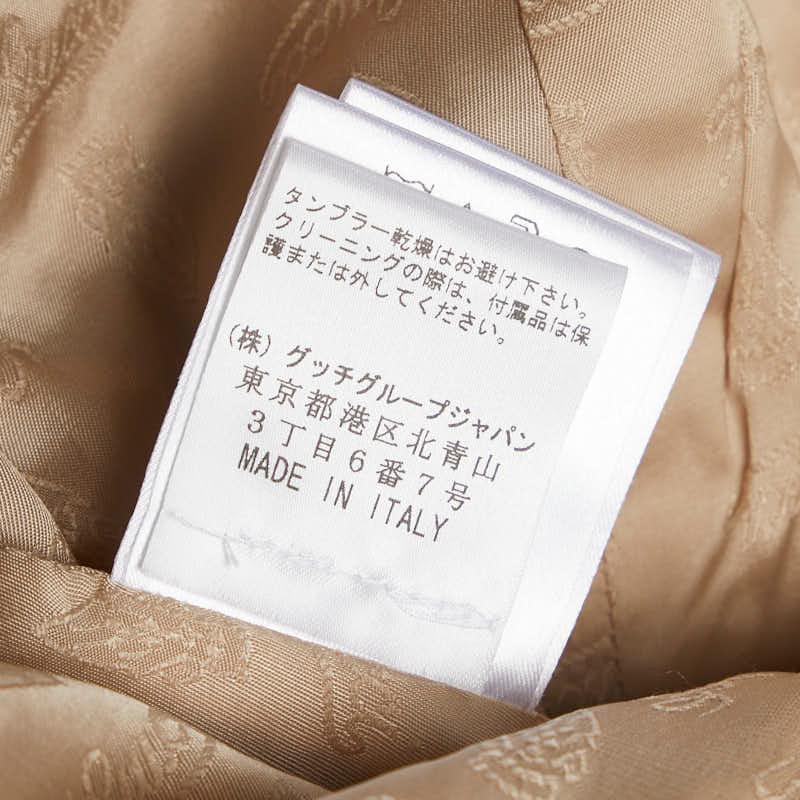 タンブラー乾燥はお避け下さい。
クリーニングの際は、付属品は保
護または外してください。
(株) グッチグループジャパン
東京都港区北青山
3丁目6番7号
MADE IN ITALY